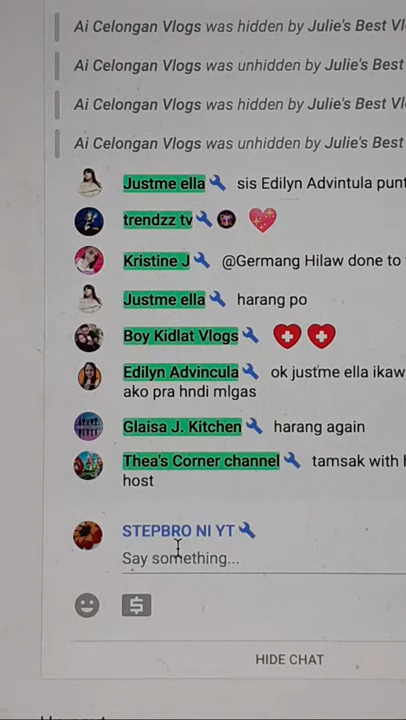 Ai Celongan Vlogs was hidden by Julie's Best
Ai Celongan Vlogs was unhidden by Julie's Best
Ai Celongan Vlogs was hidden by Julie's Best
Ai Celongan Vlogs was unhidden by Julie's Best
Justme ella sis Edilyn Advintula
trendzz tv
Kristine J @Germang Hilaw done to
Justme ella harang po
Boy Kidlat Vlogs
Edilyn Advincula ok justme ella ikaw
ako pra hndi mlgas
Glaisa J. Kitchen harang again
Thea's Corner channel tamsak with
host
STEPBRO NI YT
Say something...
HIDE CHAT